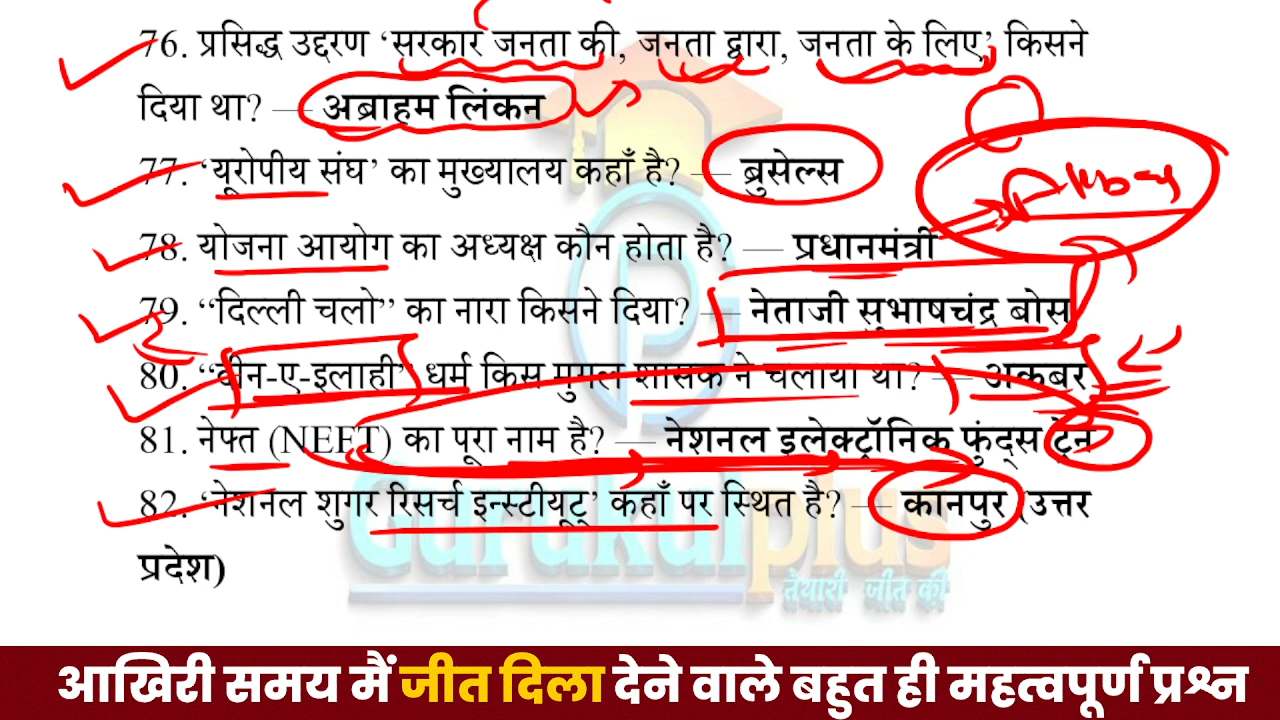 76. प्रसिद्ध उद्दरण ‘सरकार जनता की, जनता द्वारा, जनता के लिए’ किसने
दिया था? — अब्राहम लिंकन
77. ‘यूरोपीय संघ’ का मुख्यालय कहाँ है? — ब्रुसेल्स
78. योजना आयोग का अध्यक्ष कौन होता है? — प्रधानमंत्री
79. “दिल्ली चलो” का नारा किसने दिया? — नेताजी सुभाषचंद्र बोस
80. “दीन-ए-इलाही” धर्म किस मुगल शासक ने चलाया था? — अकबर
81. नेफ्त (NEFT) का पूरा नाम है? — नेशनल इलेक्ट्रॉनिक फुंद्स ट्रेन
82. ‘नेशनल शुगर रिसर्च इन्स्टीयूट्’ कहाँ पर स्थित है? — कानपुर (उत्तर
प्रदेश)
Gurukulplus
तैयारी जीत की
आखिरी समय मैं जीत दिला देने वाले बहुत ही महत्वपूर्ण प्रश्न